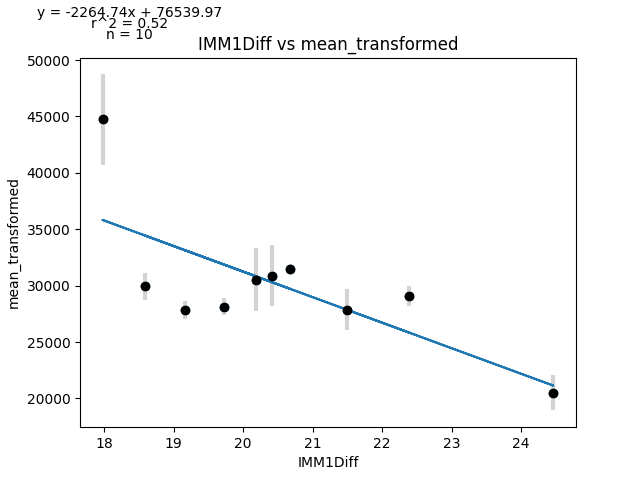 y = -2264.74x + 76539.97
r^2 = 0.52
n = 10
IMM1Diff vs mean_transformed
50000
45000
40000
35000
30000
25000
20000
mean_transformed
18 19 20 21 22 23 24
IMM1Diff